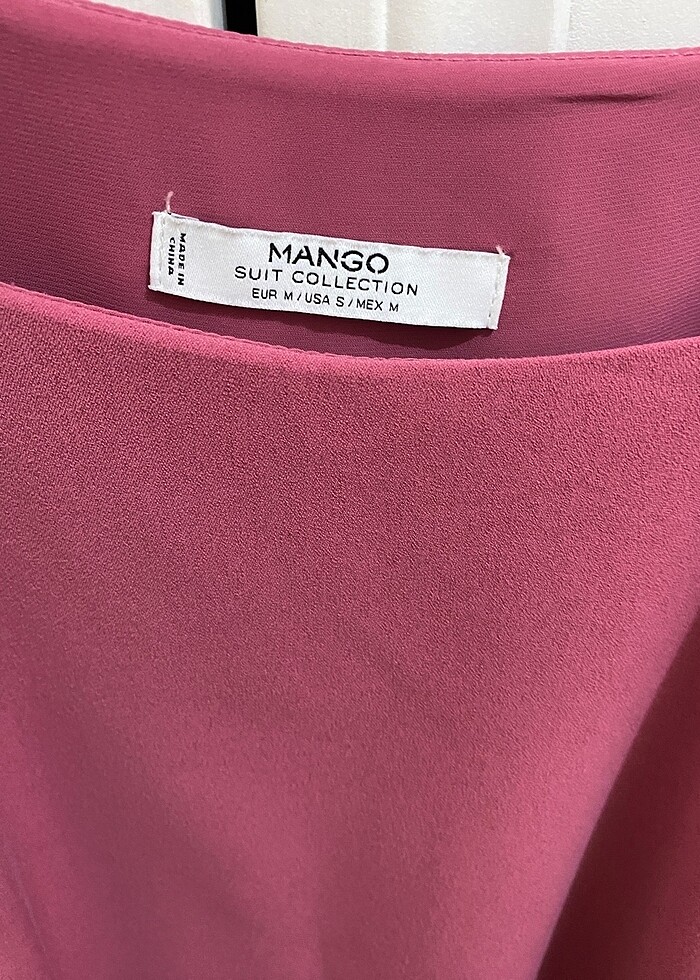 MADE IN
CHINA
MANGO
SUIT COLLECTION
EUR M / USA S / MEX M